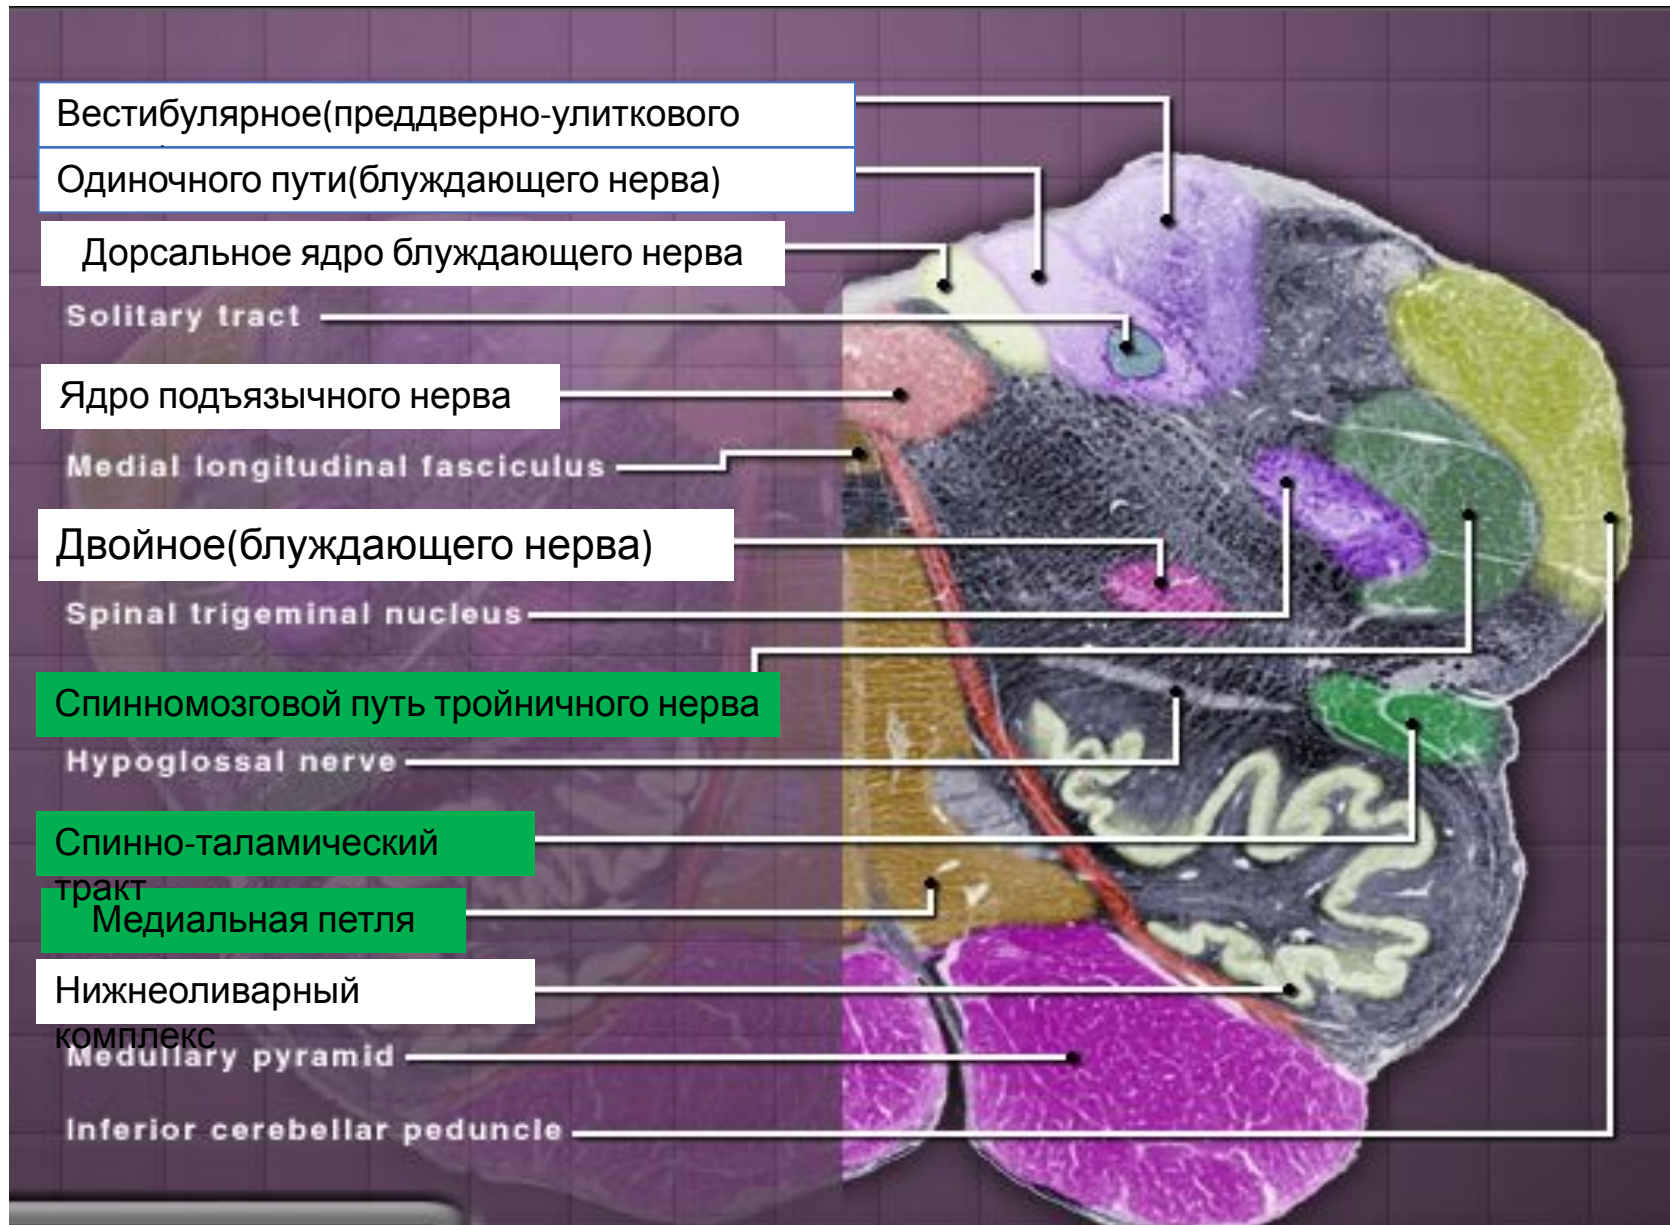 Вестибулярное(преддверно-улиткового
Одиночного пути(блуждающего нерва)
Дорсальное ядро блуждающего нерва
Solitary tract
Ядро подъязычного нерва
Medial longitudinal fasciculus
Двойное(блуждающего нерва)
Spinal trigeminal nucleus
Спинномозговой путь тройничного нерва
Hypoglossal nerve
Спинно-таламический
тракт
Медиальная петля
Нижнеоливарный
комплекс
Medullary pyramid
Inferior cerebellar peduncle